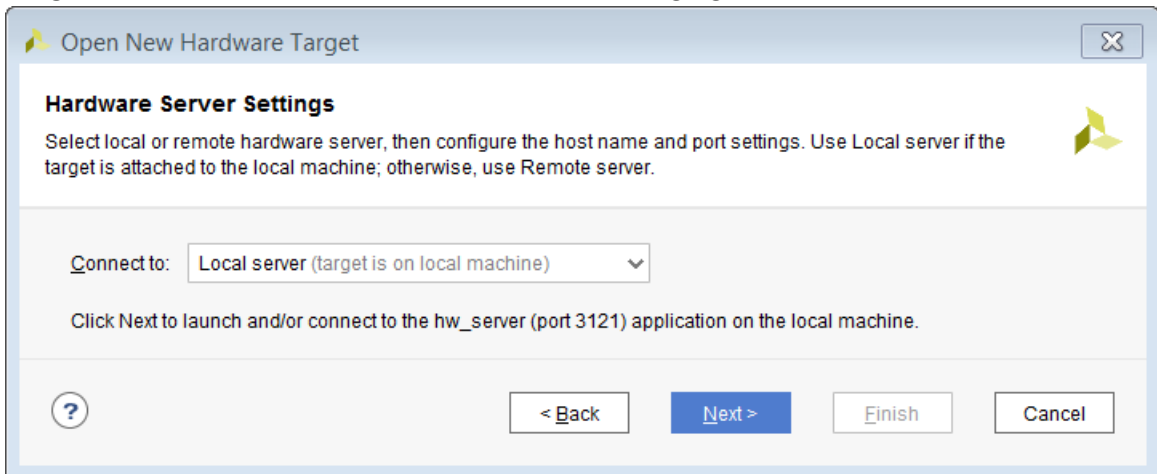 Open New Hardware Target
Hardware Server Settings
Select local or remote hardware server, then configure the host name and port settings. Use Local server if the
target is attached to the local machine; otherwise, use Remote server.
Connect to: Local server (target is on local machine)
Click Next to launch and/or connect to the hw_server (port 3121) application on the local machine.
? < Back Next > Finish Cancel